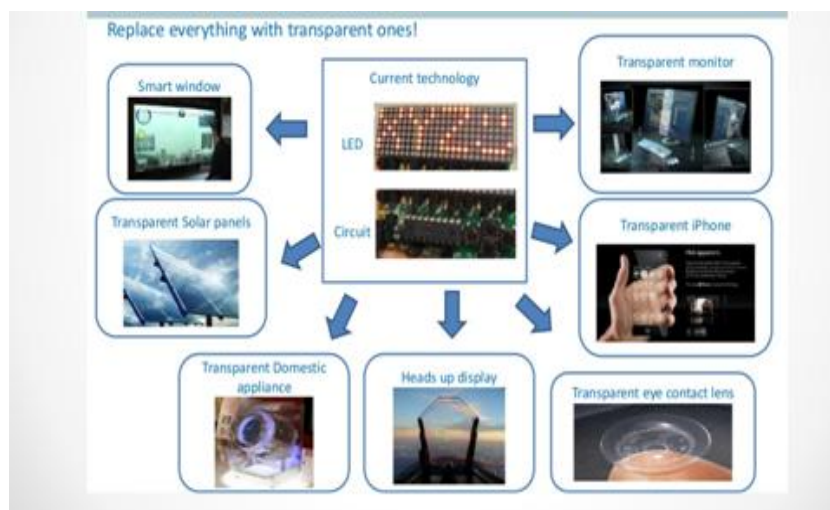 Replace everything with transparent ones!
Smart window
Current technology
LED
Circuit
Transparent monitor
Transparent Solar panels
Transparent iPhone
Transparent Domestic
appliance
Heads up display
Transparent eye contact lens